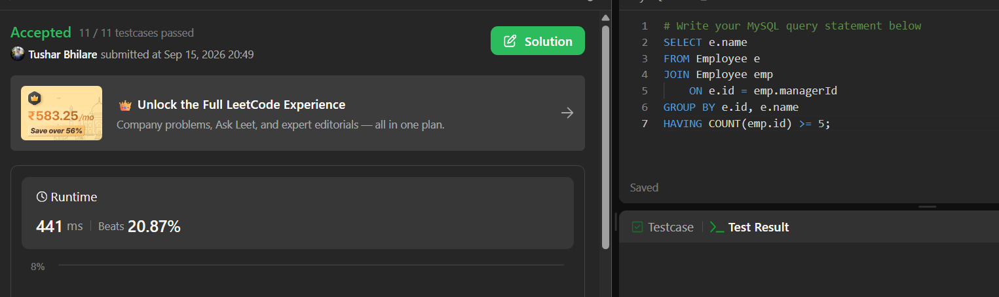 Accepted 11 / 11 testcases passed
Tushar Bhilare submitted at Sep 15, 2026 20:49
Solution
₹583.25/mo
Save over 56%
Unlock the Full LeetCode Experience
Company problems, Ask Leet, and expert editorials — all in one plan.
Runtime
441 ms | Beats 20.87%
8%
1 # Write your MySQL query statement below
2 SELECT e.name
3 FROM Employee e
4 JOIN Employee emp
5     ON e.id = emp.managerId
6 GROUP BY e.id, e.name
7 HAVING COUNT(emp.id) >= 5;
Saved
Testcase | >_ Test Result